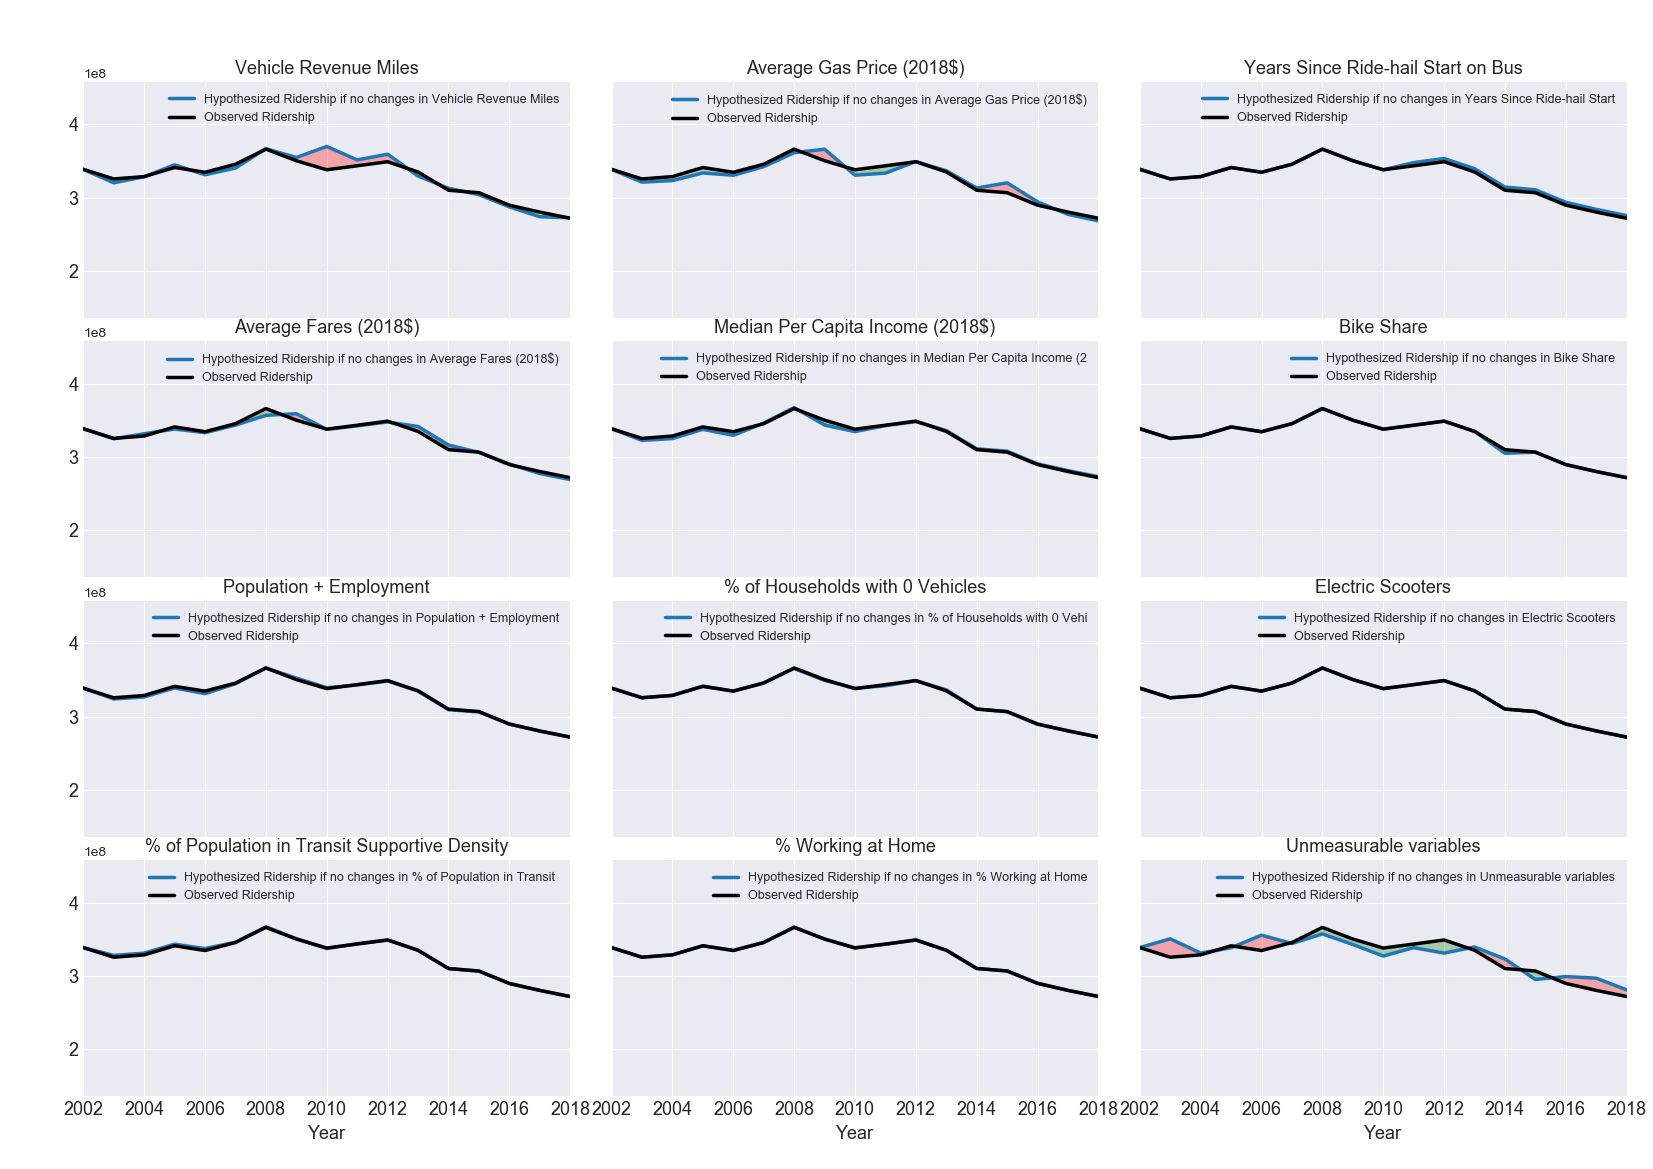 Vehicle Revenue Miles
1e8
Hypothesized Ridership if no changes in Vehicle Revenue Miles
Observed Ridership
4
3
2
Average Gas Price (2018$)
Hypothesized Ridership if no changes in Average Gas Price (2018$)
Observed Ridership
Years Since Ride-hail Start on Bus
Hypothesized Ridership if no changes in Years Since Ride-hail Start
Observed Ridership
Average Fares (2018$)
1e8
Hypothesized Ridership if no changes in Average Fares (2018$)
Observed Ridership
4
3
2
Median Per Capita Income (2018$)
Hypothesized Ridership if no changes in Median Per Capita Income (2
Observed Ridership
Bike Share
Hypothesized Ridership if no changes in Bike Share
Observed Ridership
Population + Employment
1e8
Hypothesized Ridership if no changes in Population + Employment
Observed Ridership
4
3
2
% of Households with 0 Vehicles
Hypothesized Ridership if no changes in % of Households with 0 Vehi
Observed Ridership
Electric Scooters
Hypothesized Ridership if no changes in Electric Scooters
Observed Ridership
% of Population in Transit Supportive Density
1e8
Hypothesized Ridership if no changes in % of Population in Transit
Observed Ridership
4
3
2
2002 2004 2006 2008 2010 2012 2014 2016 2018
Year
% Working at Home
Hypothesized Ridership if no changes in % Working at Home
Observed Ridership
2002 2004 2006 2008 2010 2012 2014 2016 2018
Year
Unmeasurable variables
Hypothesized Ridership if no changes in Unmeasurable variables
Observed Ridership
2002 2004 2006 2008 2010 2012 2014 2016 2018
Year